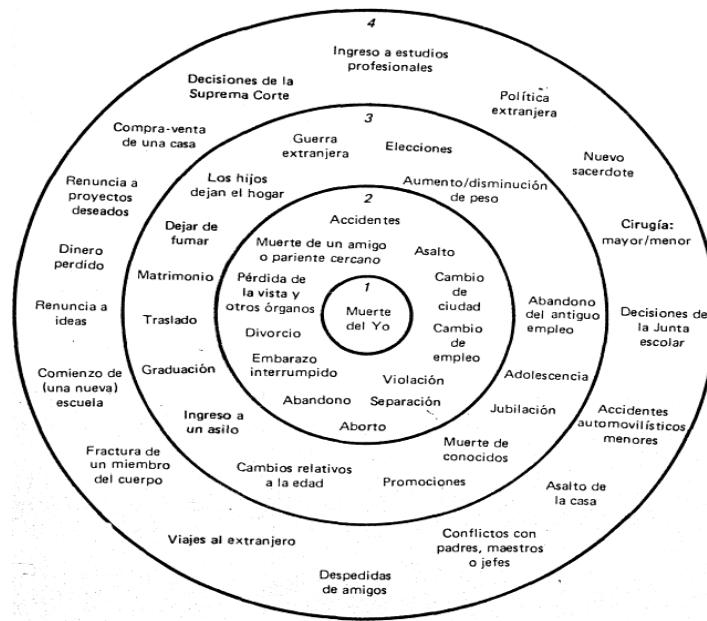 4
Ingreso a estudios
profesionales
Decisiones de la
Suprema Corte
Política
extranjera
Compra-venta
de una casa
Nuevo
sacerdote
Renuncia a
proyectos
deseados
Cirugía:
mayor/menor
Dinero
perdido
Renuncia a
ideas
Decisiones de
la Junta
escolar
Comienzo de
(una nueva)
escuela
Accidentes
automovilísticos
menores
Fractura de
un miembro
del cuerpo
Asalto de
la casa
Viajes al extranjero
Conflictos con
padres, maestros
o jefes
Despedidas
de amigos
3
Guerra
extranjera
Elecciones
Los hijos
dejan el hogar
Aumento/disminución
de peso
Dejar de
fumar
Matrimonio
Traslado
Abandono
del antiguo
empleo
Graduación
Adolescencia
Ingreso a
un asilo
Jubilación
Muerte de
conocidos
Cambios relativos
a la edad
Promociones
2
Accidentes
Muerte de un amigo
o pariente cercano
Asalto
Pérdida de
la vista y
otros órganos
Cambio
de
ciudad
Divorcio
Cambio
de
empleo
Embarazo
interrumpido
Violación
Abandono
Separación
Aborto
1
Muerte
del Yo